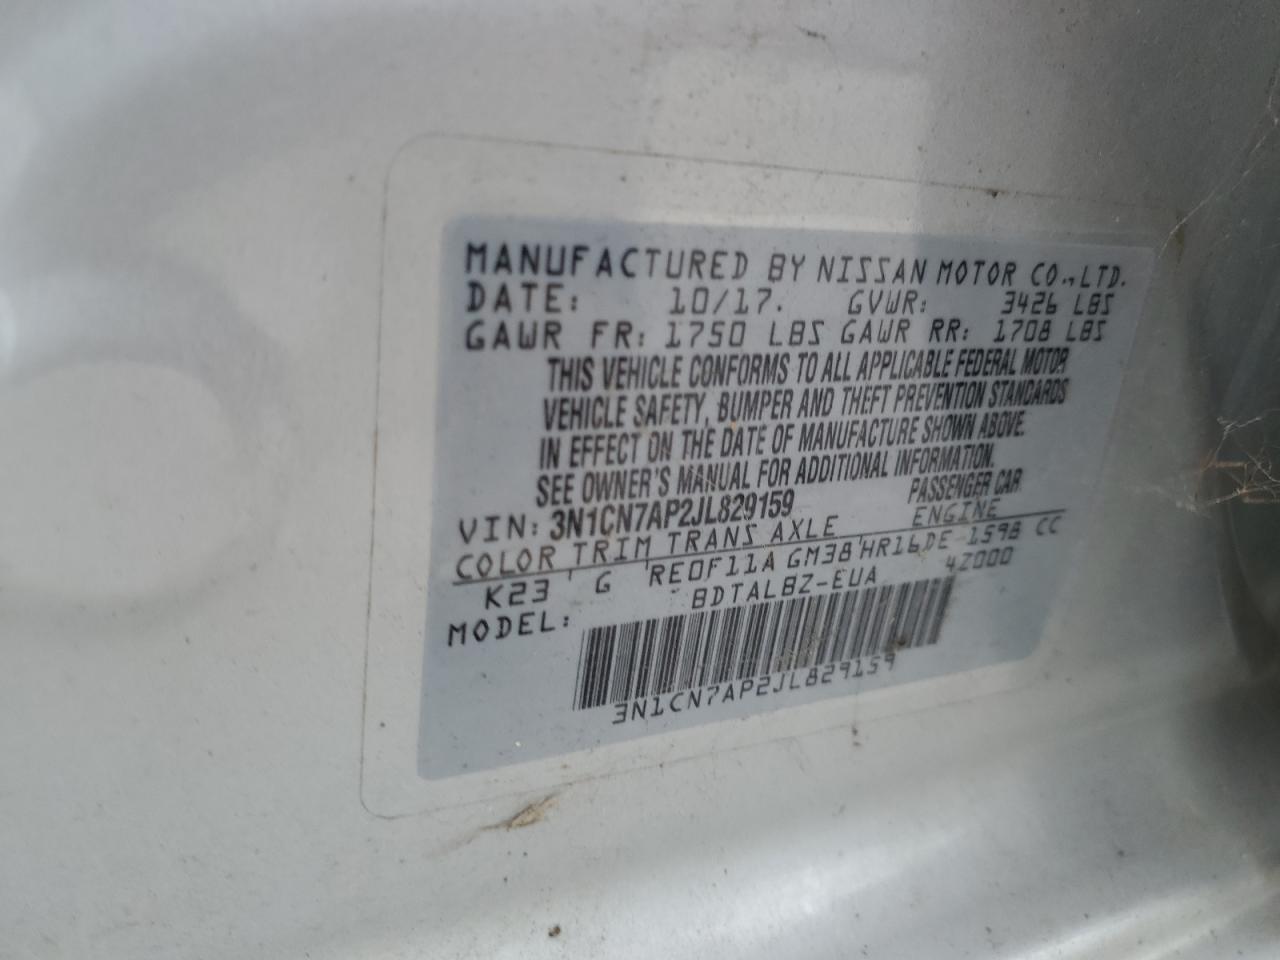 MANUFACTURED BY NISSAN MOTOR CO.,LTD.
DATE: 10/17. GVWR: 3426 LBS
GAWR FR: 1750 LBS GAWR RR: 1708 LBS
THIS VEHICLE CONFORMS TO ALL APPLICABLE FEDERAL MOTOR
VEHICLE SAFETY, BUMPER AND THEFT PREVENTION STANDARDS
IN EFFECT ON THE DATE OF MANUFACTURE SHOWN ABOVE.
SEE OWNER'S MANUAL FOR ADDITIONAL INFORMATION.
VIN: 3N1CN7AP2JL829159 PASSENGER CAR
COLOR TRIM TRANS AXLE ENGINE
K23 G RE0F11A GM38 HR16DE 1598 CC
MODEL: BDTALBZ-EUA 4Z000
3N1CN7AP2JL829159